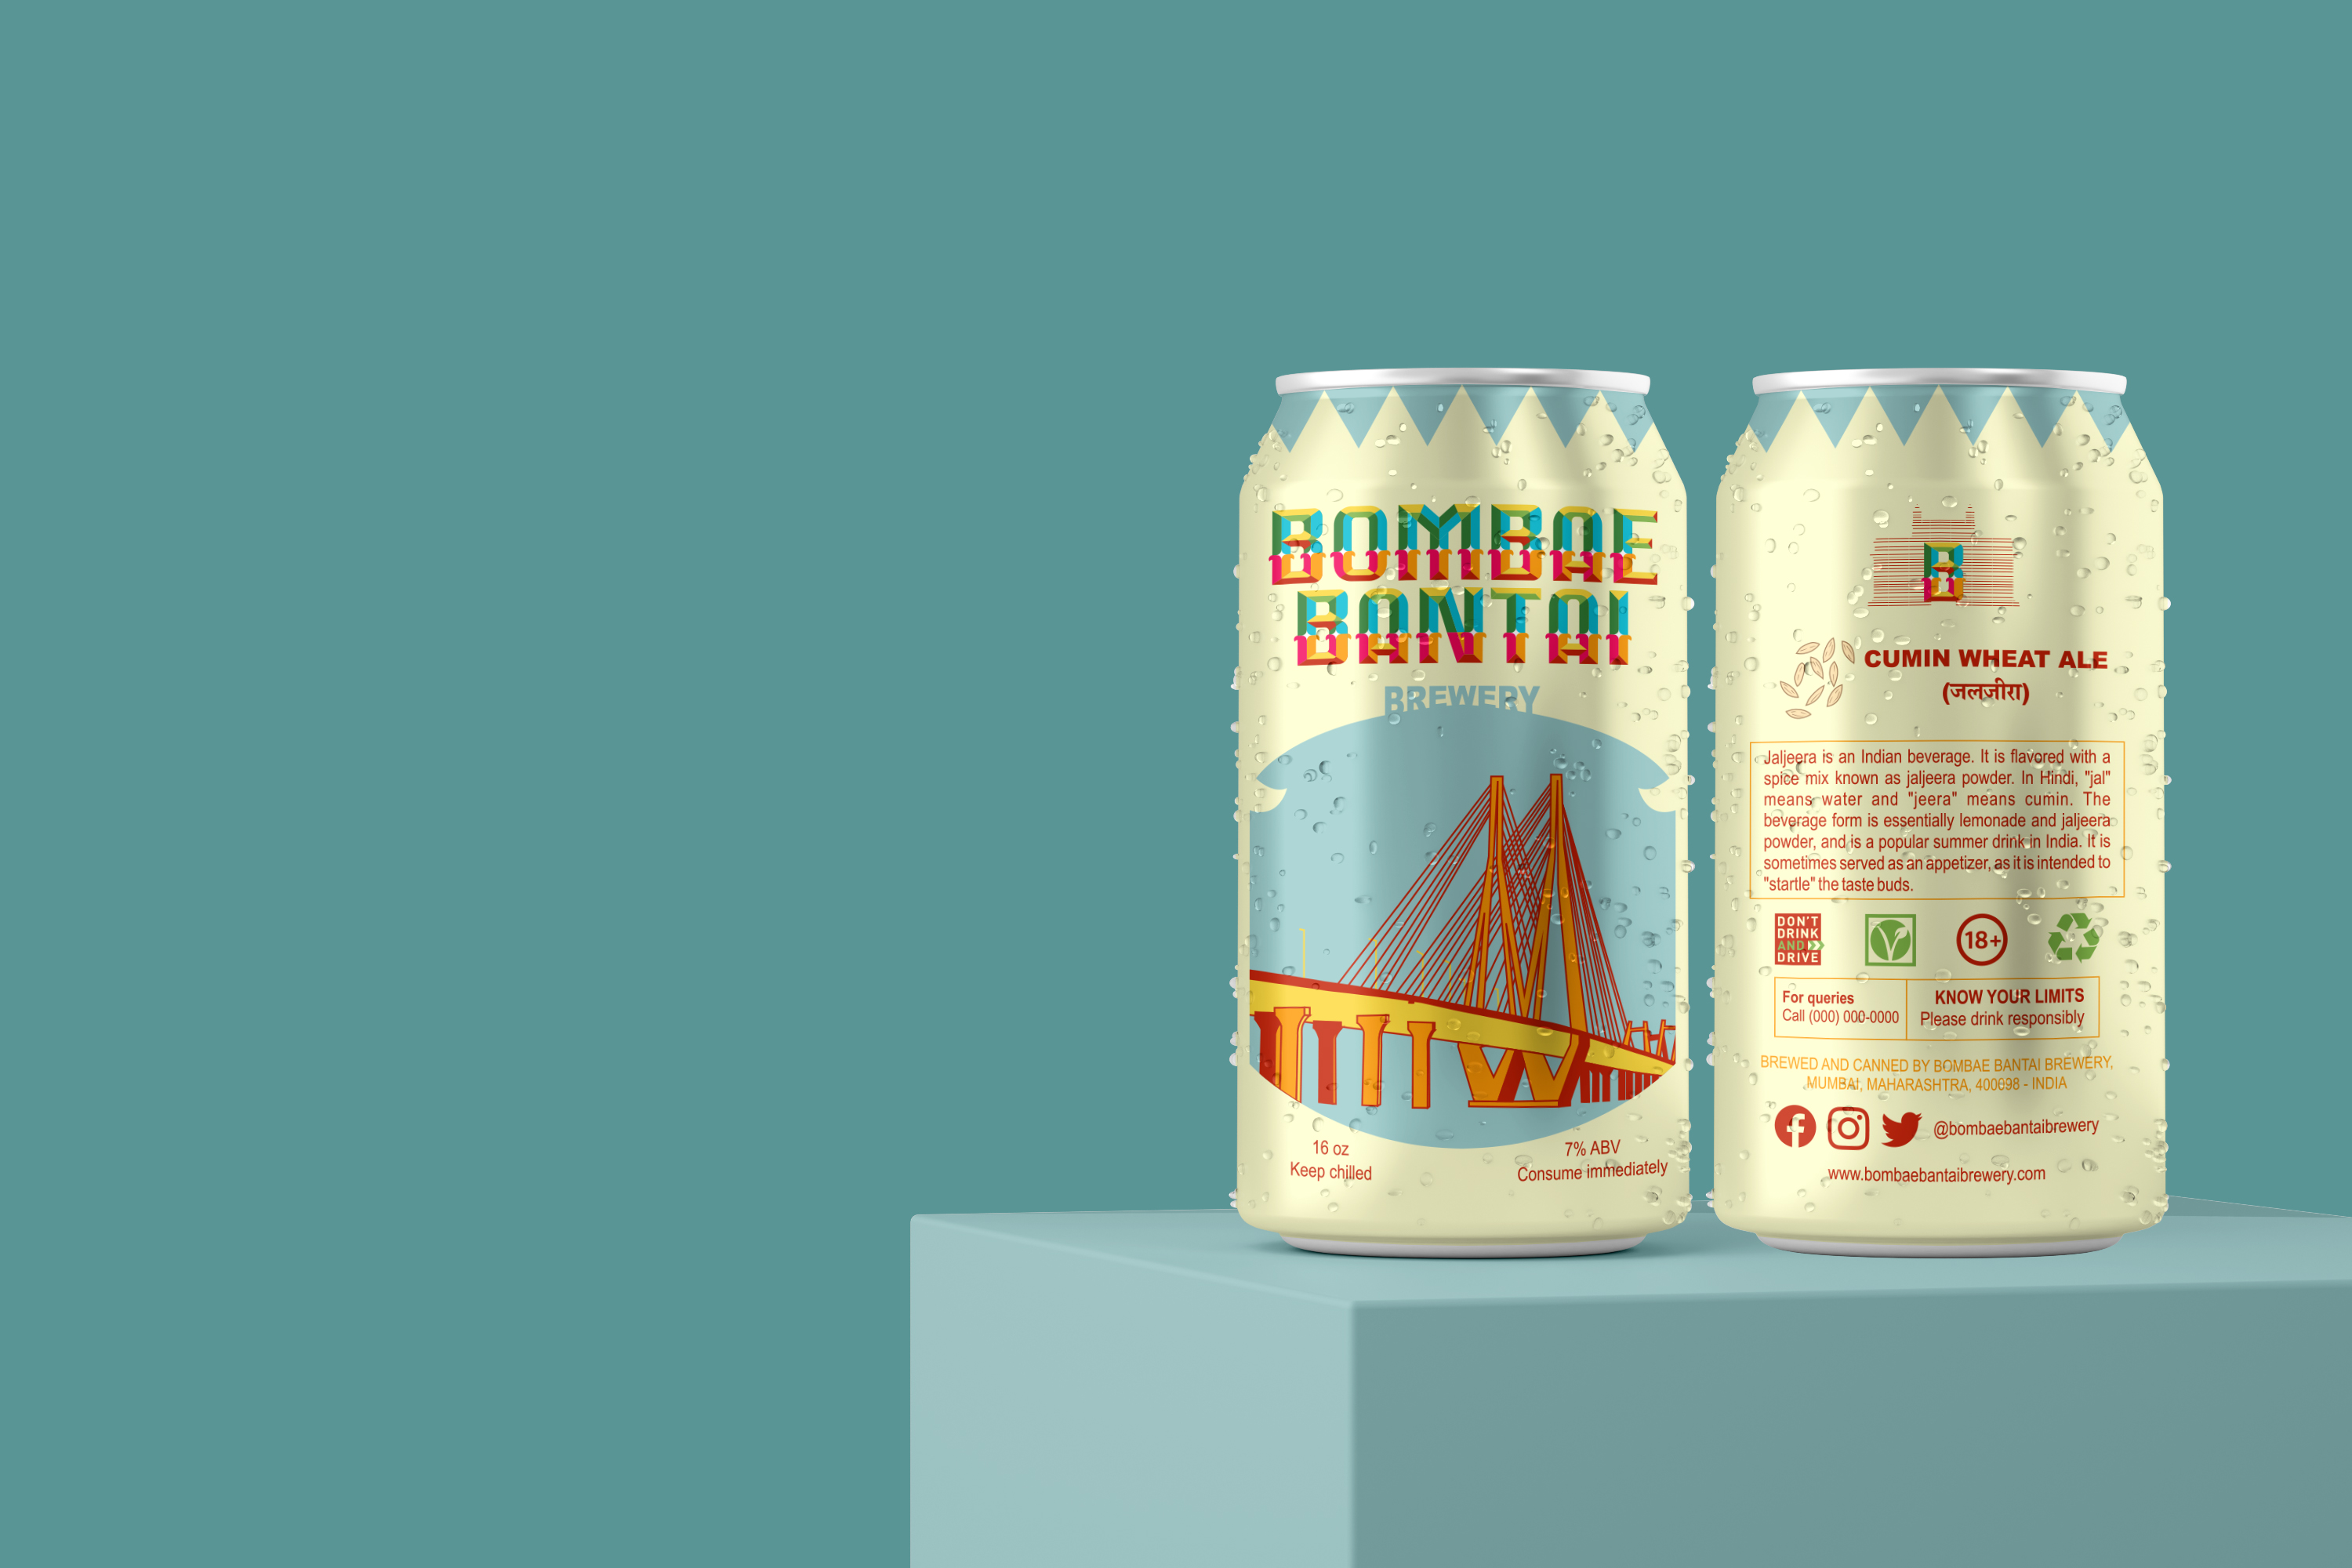 BOMBAE
BANTAI
BREWERY
16 oz
Keep chilled
7% ABV
Consume immediately
B
CUMIN WHEAT ALE
(जलजीरा)
Jaljeera is an Indian beverage. It is flavored with a
spice mix known as jaljeera powder. In Hindi, "jal"
means water and "jeera" means cumin. The
beverage form is essentially lemonade and jaljeera
powder, and is a popular summer drink in India. It is
sometimes served as an appetizer, as it is intended to
"startle" the taste buds.
DON'T
DRINK
AND
DRIVE
V
18+
For queries
Call (000) 000-0000
KNOW YOUR LIMITS
Please drink responsibly
BREWED AND CANNED BY BOMBAE BANTAI BREWERY,
MUMBAI, MAHARASHTRA, 400698 - INDIA
@bombaebantaibrewery
www.bombaebantaibrewery.com